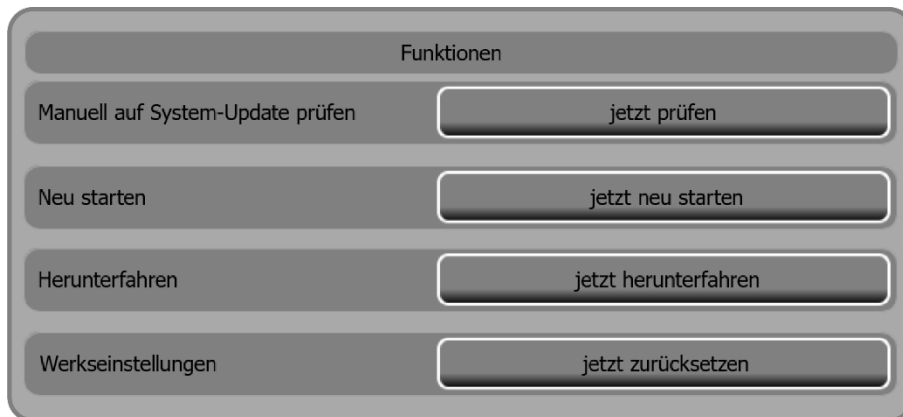 Funktionen
Manuell auf System-Update prüfen jetzt prüfen
Neu starten jetzt neu starten
Herunterfahren jetzt herunterfahren
Werkseinstellungen jetzt zurücksetzen